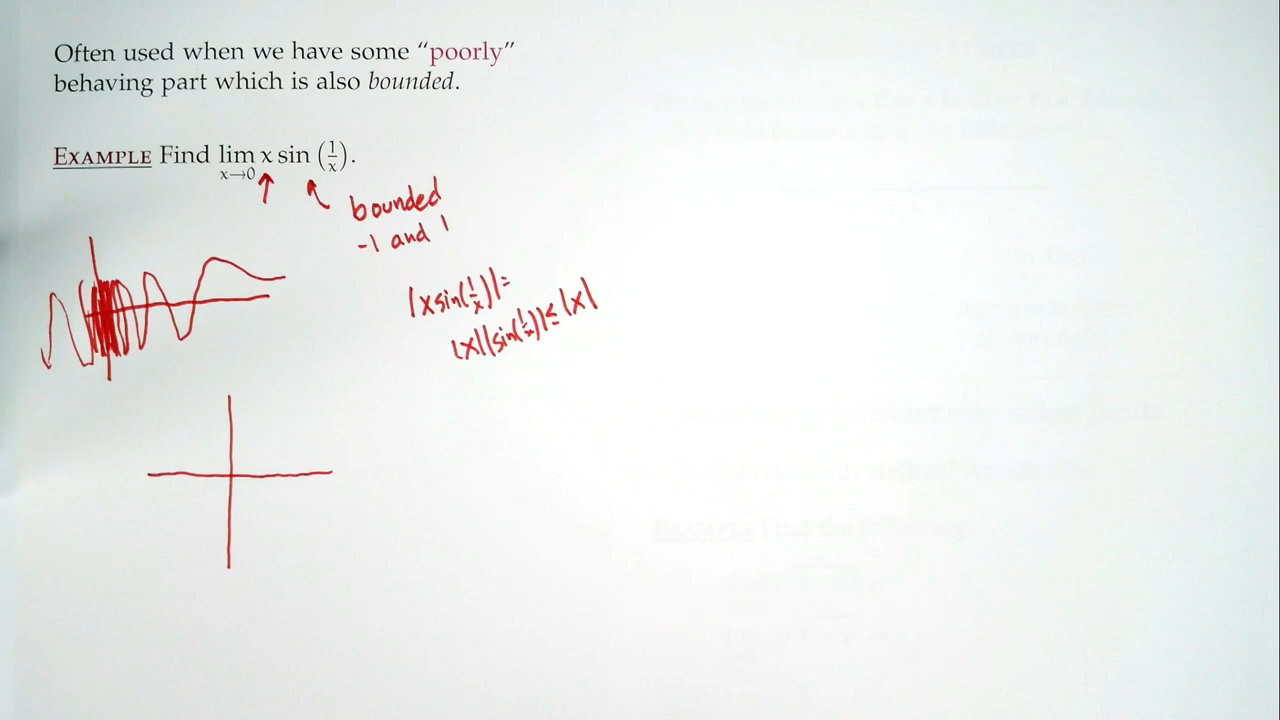 Often used when we have some “poorly”
behaving part which is also bounded.
EXAMPLE Find lim x→0 x sin (1/x).
bounded
-1 and 1
|x sin(1/x)| =
|x||sin(1/x)| ≤ |x|